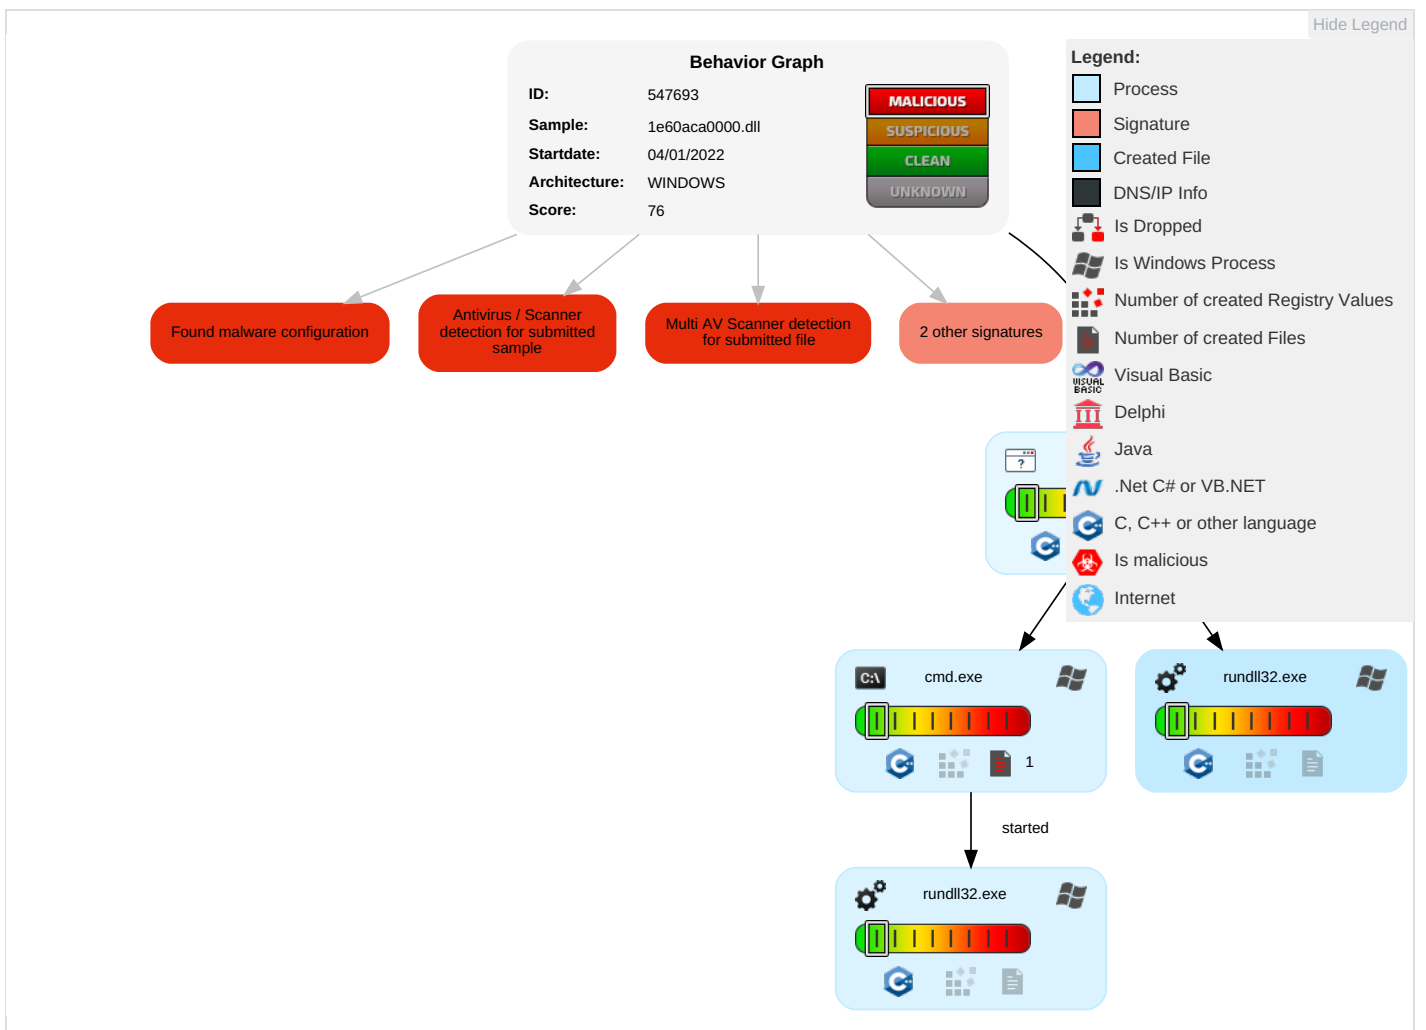 Hide Legend
Behavior Graph
ID: 547693
Sample: 1e60aca0000.dll
Startdate: 04/01/2022
Architecture: WINDOWS
Score: 76
MALICIOUS
SUSPICIOUS
CLEAN
UNKNOWN
Legend:
Process
Signature
Created File
DNS/IP Info
Is Dropped
Is Windows Process
Number of created Registry Values
Number of created Files
VISUAL
BASIC
Visual Basic
Delphi
Java
.Net C# or VB.NET
C, C++ or other language
Is malicious
Internet
Found malware configuration
Antivirus / Scanner
detection for submitted
sample
Multi AV Scanner detection
for submitted file
2 other signatures
?
C:\
cmd.exe
1
rundll32.exe
started
rundll32.exe